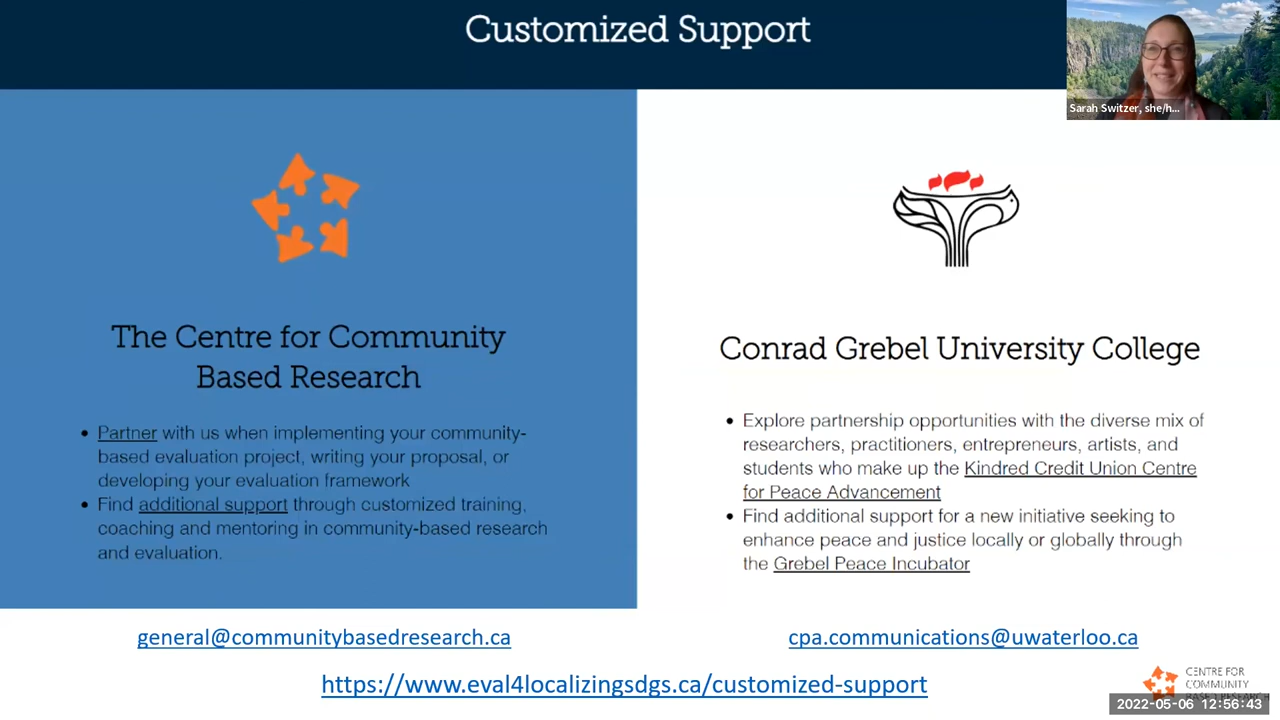 Customized Support
Sarah Switzer, she/h...
The Centre for Community
Based Research
• Partner with us when implementing your community-
based evaluation project, writing your proposal, or
developing your evaluation framework
• Find additional support through customized training,
coaching and mentoring in community-based research
and evaluation.
general@communitybasedresearch.ca
Conrad Grebel University College
• Explore partnership opportunities with the diverse mix of
researchers, practitioners, entrepreneurs, artists, and
students who make up the Kindred Credit Union Centre
for Peace Advancement
• Find additional support for a new initiative seeking to
enhance peace and justice locally or globally through
the Grebel Peace Incubator
cpa.communications@uwaterloo.ca
https://www.eval4localizingsdgs.ca/customized-support
CENTRE FOR
COMMUNITY
BASED RESEARCH
2022-05-06 12:56:43